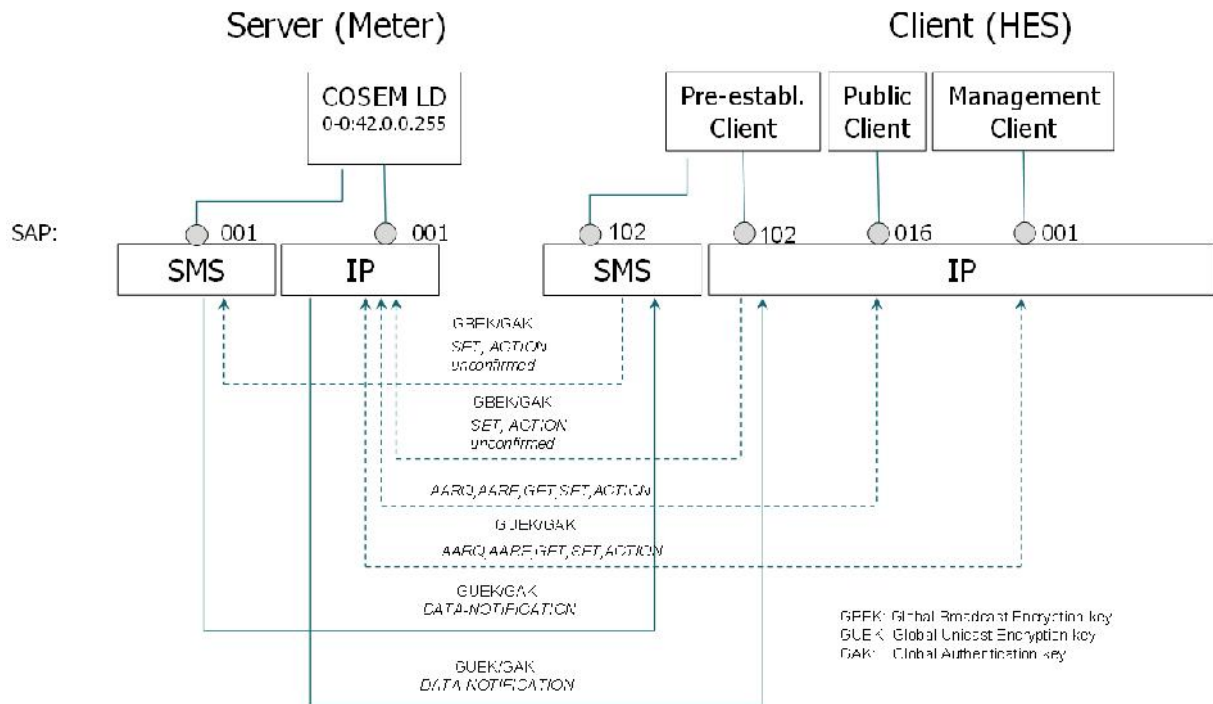 Server (Meter)
Client (HES)
COSEM LD
0-0:42.0.0.255
Pre-establ.
Client
Public
Client
Management
Client
SAP:
001
001
102
102
016
001
SMS
IP
SMS
IP
GBEK/GAK
SET, ACTION
unconfirmed
GBEK/GAK
SET, ACTION
unconfirmed
AARQ,AARE,GET,SET,ACTION
GUEK/GAK
AARQ,AARE,GET,SET,ACTION
GUEK/GAK
DATA-NOTIFICATION
GUEK/GAK
DATA-NOTIFICATION
GBEK: Global Broadcast Encryption key
GUEK: Global Unicast Encryption key
GAK: Global Authentication key